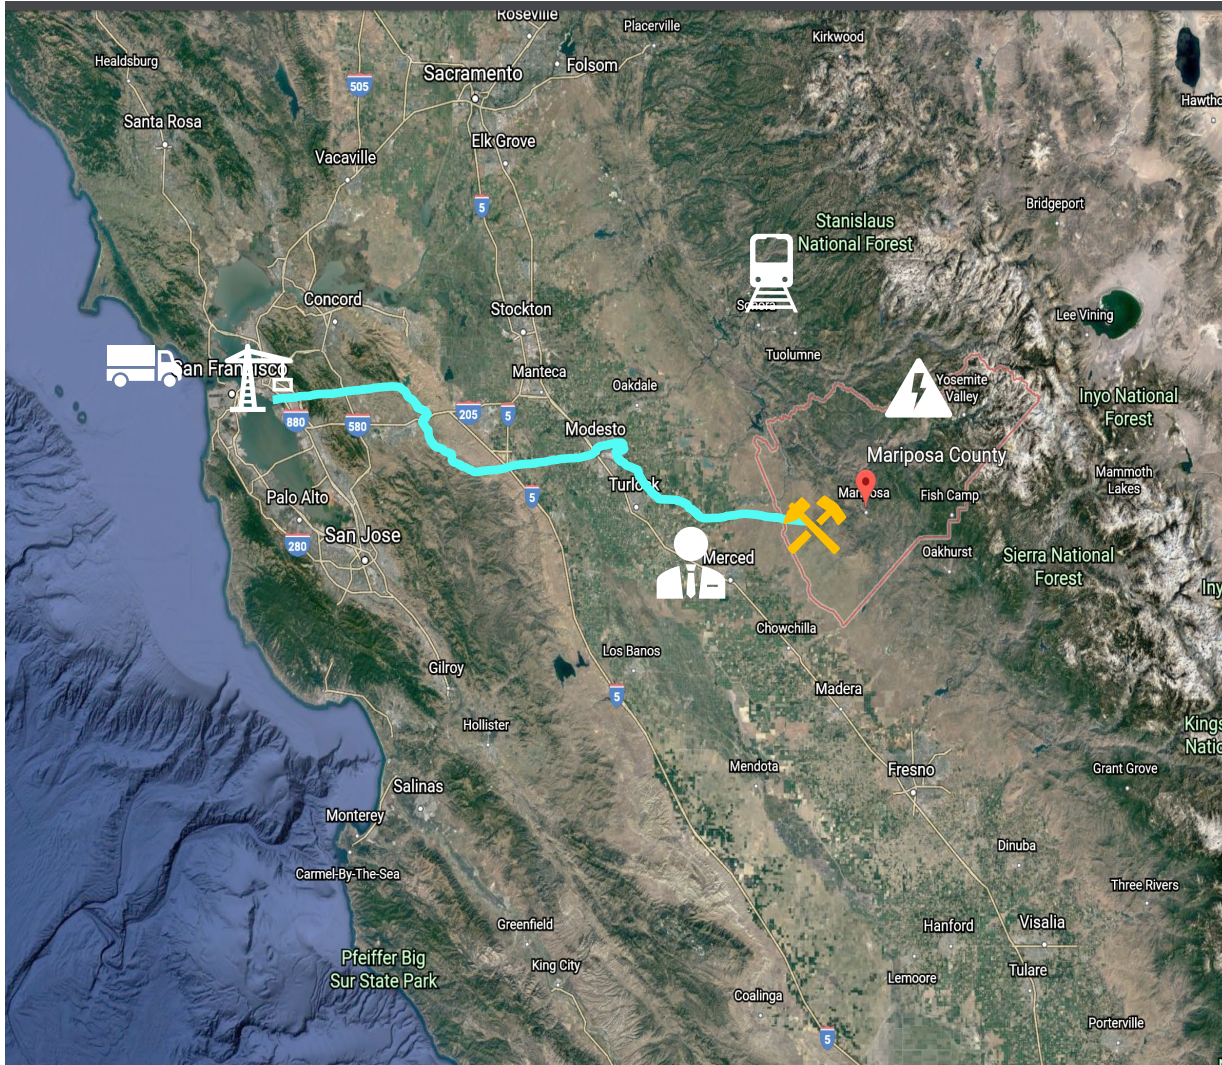 Roseville
Placerville
Kirkwood
Healdsburg
Folsom
Sacramento
505
Hawtho
Santa Rosa
Elk Grove
Vacaville
5
Bridgeport
Stanislaus
National Forest
Concord
Stockton
Sonora
Lee Vining
Tuolumne
San Francisco
Manteca
Oakdale
Yosemite
Valley
Inyo National
Forest
880
580
205
5
Modesto
Mariposa County
Mammoth
Lakes
Turlock
Palo Alto
5
Mariposa
Fish Camp
San Jose
280
Merced
Oakhurst
Sierra National
Forest
Iny
Chowchilla
Los Banos
Gilroy
5
Madera
Hollister
Kings
Natio
Mendota
Fresno
Grant Grove
Salinas
Monterey
Dinuba
Carmel-By-The-Sea
Three Rivers
Greenfield
Hanford
Visalia
Pfeiffer Big
Sur State Park
King City
Lemoore
Tulare
Coalinga
Porterville
5